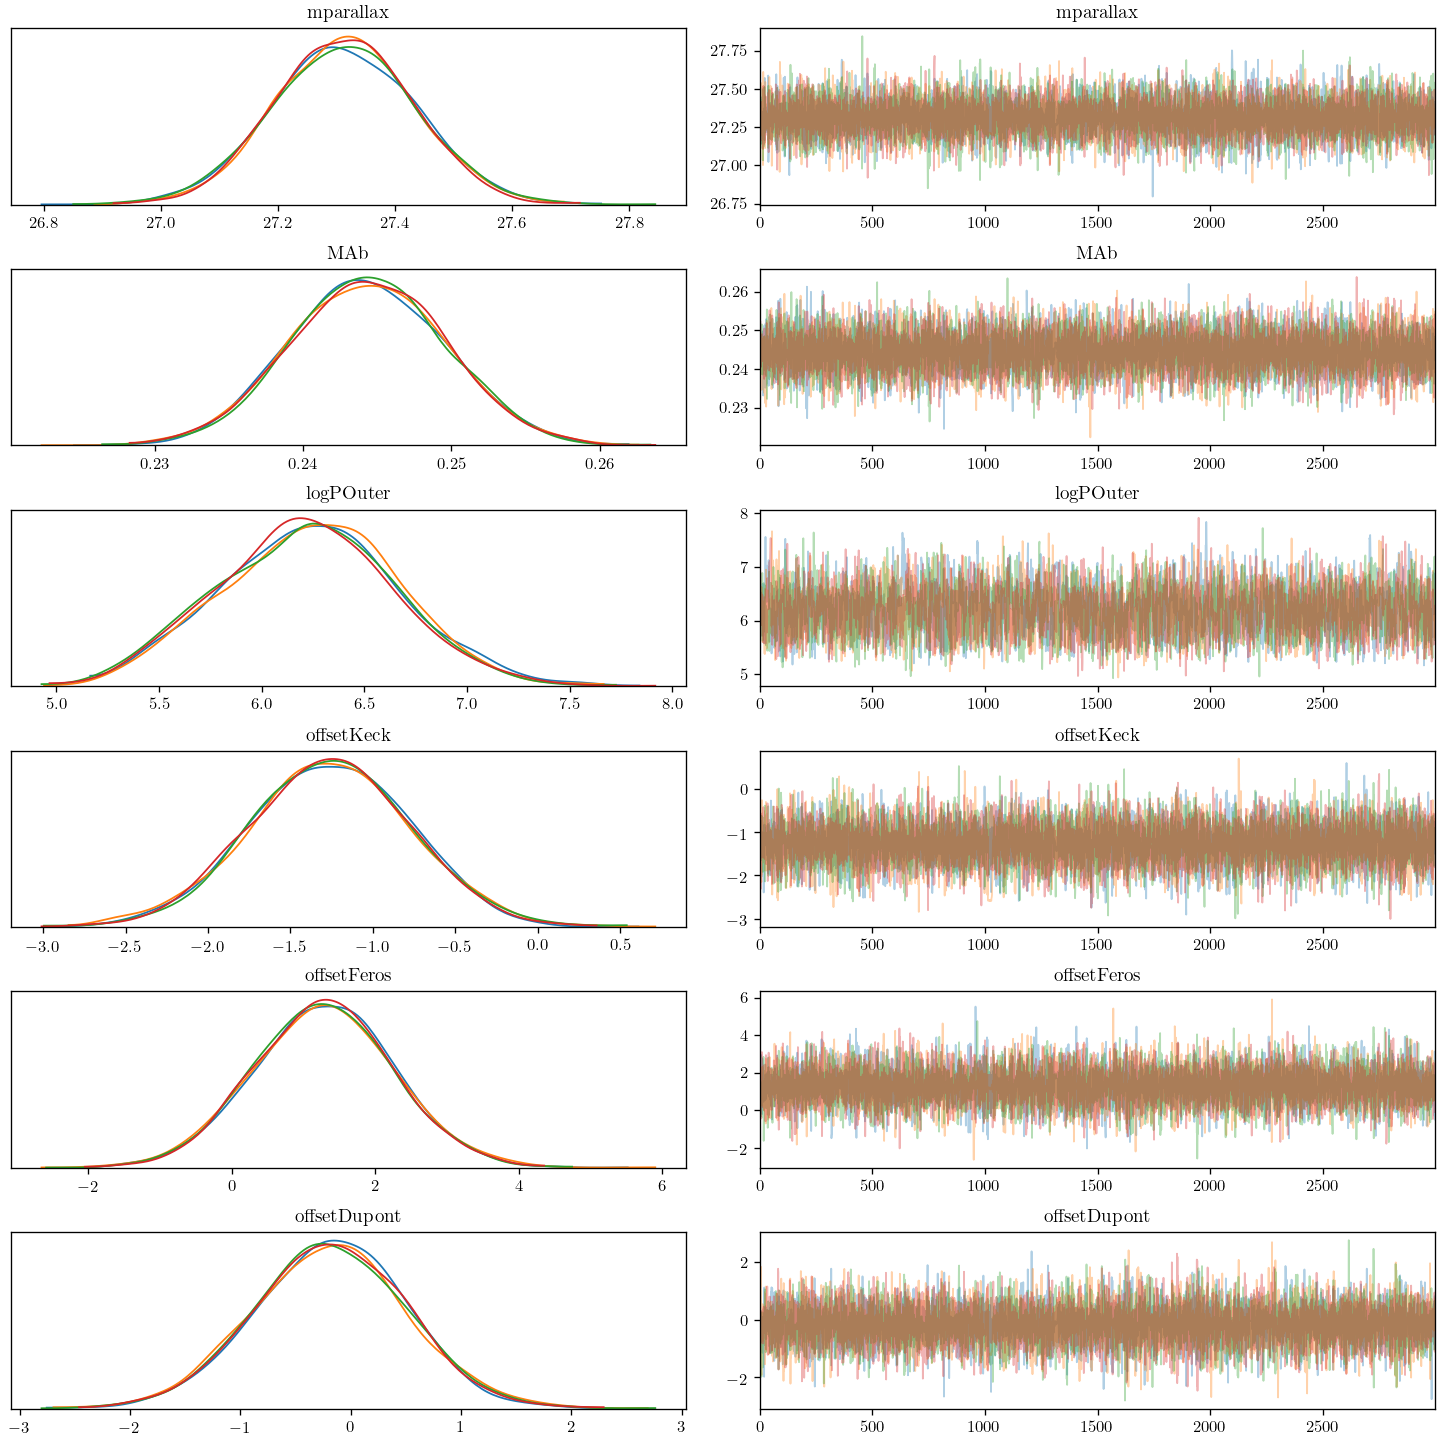 mparallax mparallax
27.75
27.50
27.25
27.00
26.75
26.8 27.0 27.2 27.4 27.6 27.8 0 500 1000 1500 2000 2500
MAb MAb
0.26
0.25
0.24
0.23
0.23 0.24 0.25 0.26 0 500 1000 1500 2000 2500
logPOuter logPOuter
8
7
6
5
5.0 5.5 6.0 6.5 7.0 7.5 8.0 0 500 1000 1500 2000 2500
offsetKeck offsetKeck
0
−1
−2
−3
−3.0 −2.5 −2.0 −1.5 −1.0 −0.5 0.0 0.5 0 500 1000 1500 2000 2500
offsetFeros offsetFeros
6
4
2
0
−2
−2 0 2 4 6 0 500 1000 1500 2000 2500
offsetDupont offsetDupont
2
0
−2
−3 −2 −1 0 1 2 3 0 500 1000 1500 2000 2500